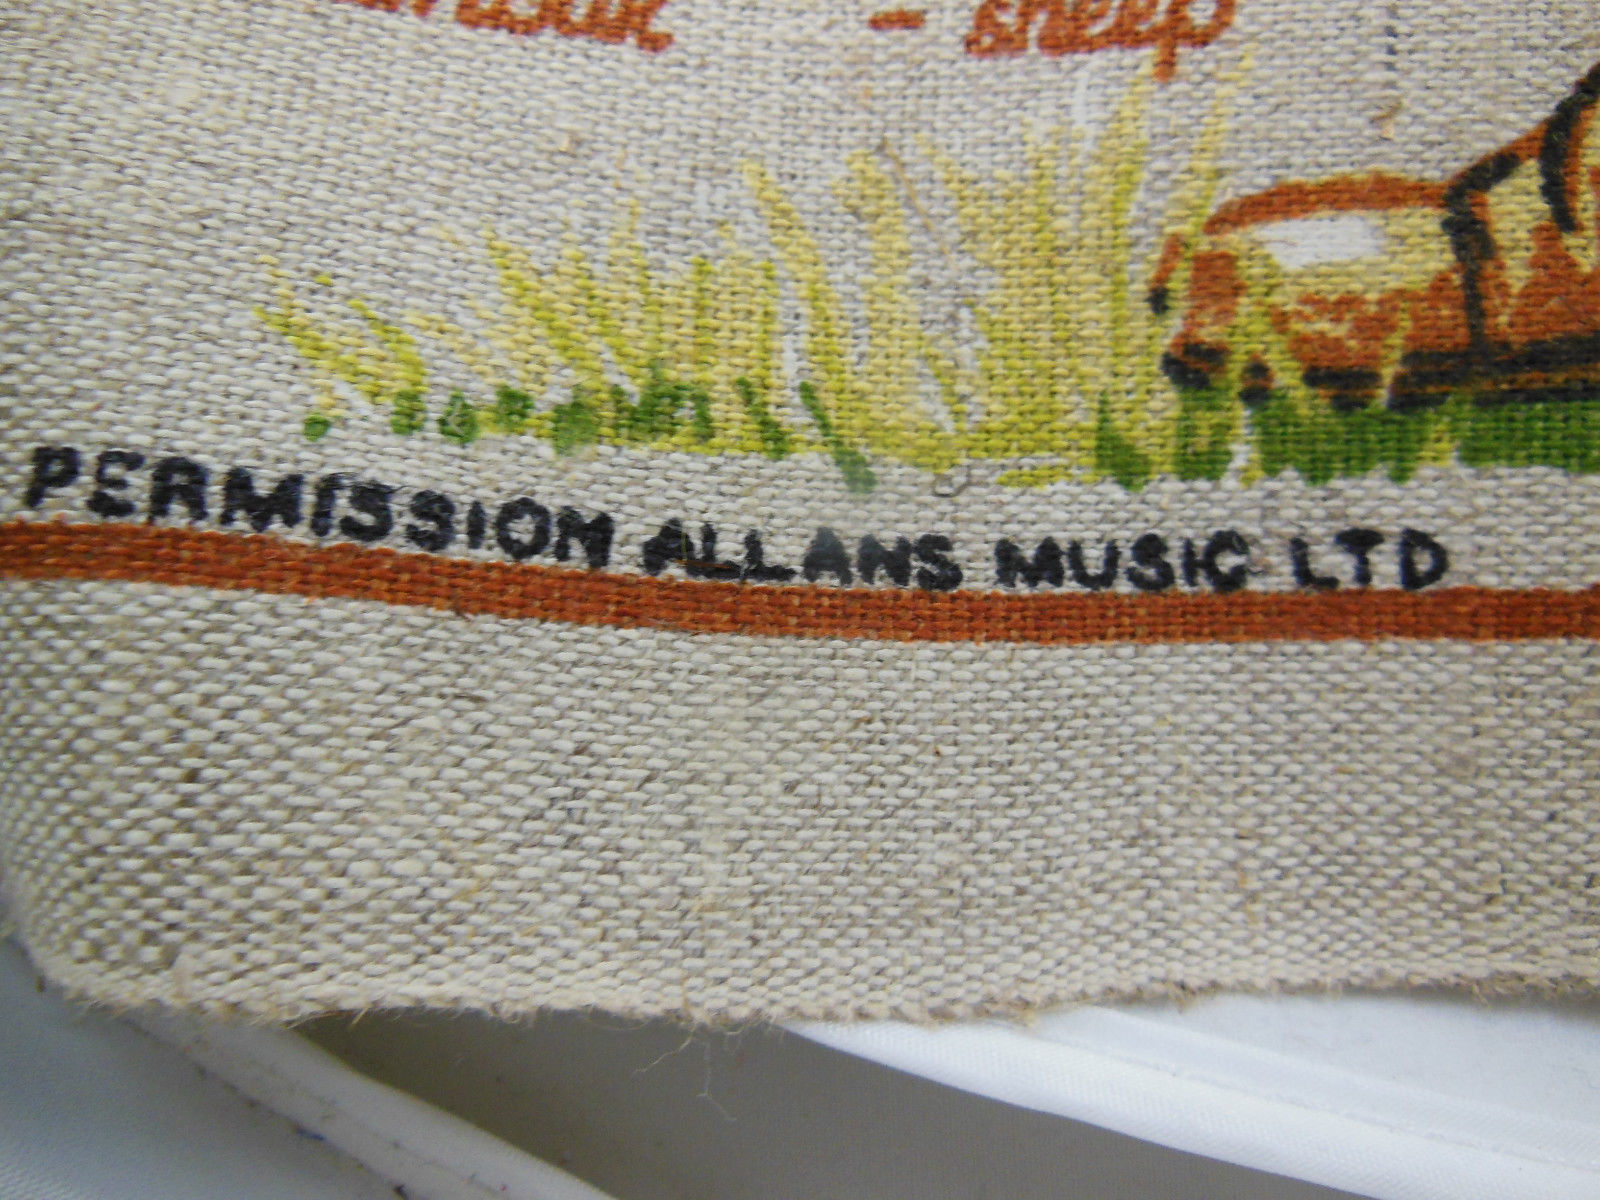 - sheep
PERMISSION ALLANS MUSIC LTD